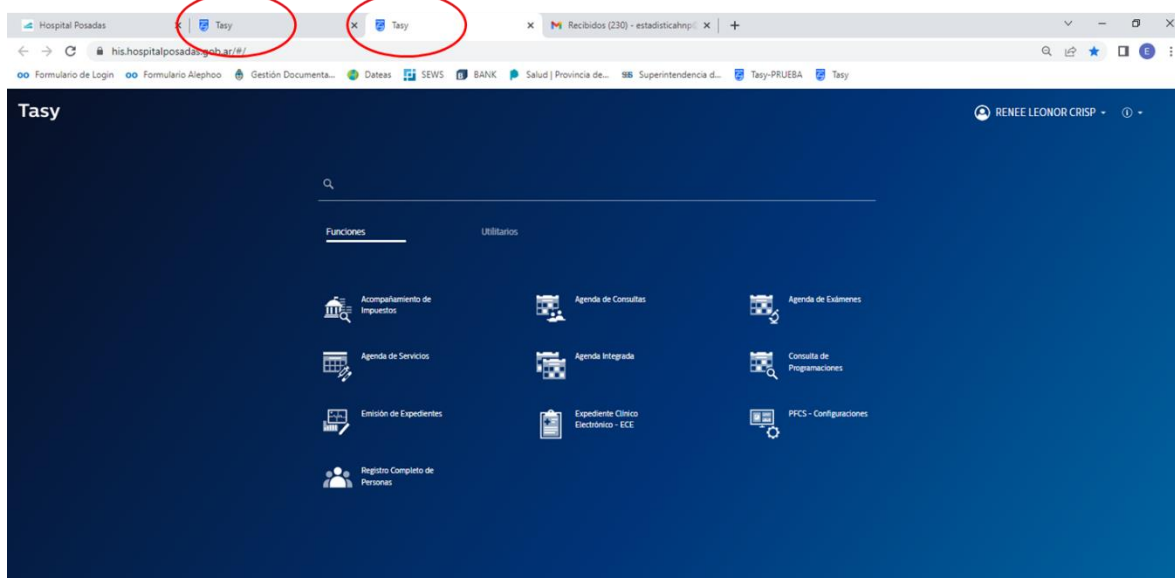 Hospital Posadas
Tasy
Tasy
Recibidos (230) - estadisticahnp
his.hospitalposadas.gob.ar/#/
Formulario de Login Formulario Alephoo Gestión Documenta... Dateas SEWS BANK Salud | Provincia de... Superintendencia d... Tasy-PRUEBA Tasy
Tasy
RENEE LEONOR CRISP
Funciones Utilitarios
Acompañamiento de
Impuestos
Agenda de Consultas
Agenda de Exámenes
Agenda de Servicios
Agenda Integrada
Consulta de
Programaciones
Emisión de Expedientes
Expediente Clínico
Electrónico - ECE
PFCS - Configuraciones
Registro Completo de
Personas